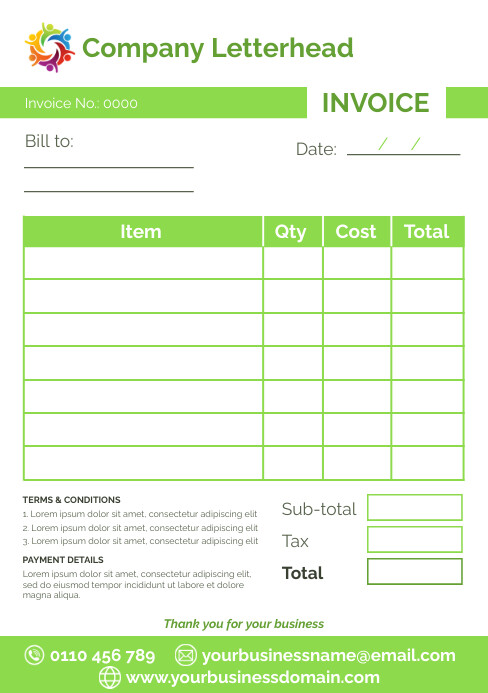 Company Letterhead
Invoice No.: 0000
INVOICE
Bill to:
Date: / /
Item Qty Cost Total
TERMS & CONDITIONS
1. Lorem ipsum dolor sit amet, consectetur adipiscing elit
2. Lorem ipsum dolor sit amet, consectetur adipiscing elit
3. Lorem ipsum dolor sit amet, consectetur adipiscing elit
PAYMENT DETAILS
Lorem ipsum dolor sit amet, consectetur adipiscing elit,
sed do eiusmod tempor incididunt ut labore et dolore
magna aliqua.
Sub-total
Tax
Total
Thank you for your business
0110 456 789 yourbusinessname@email.com
www.yourbusinessdomain.com